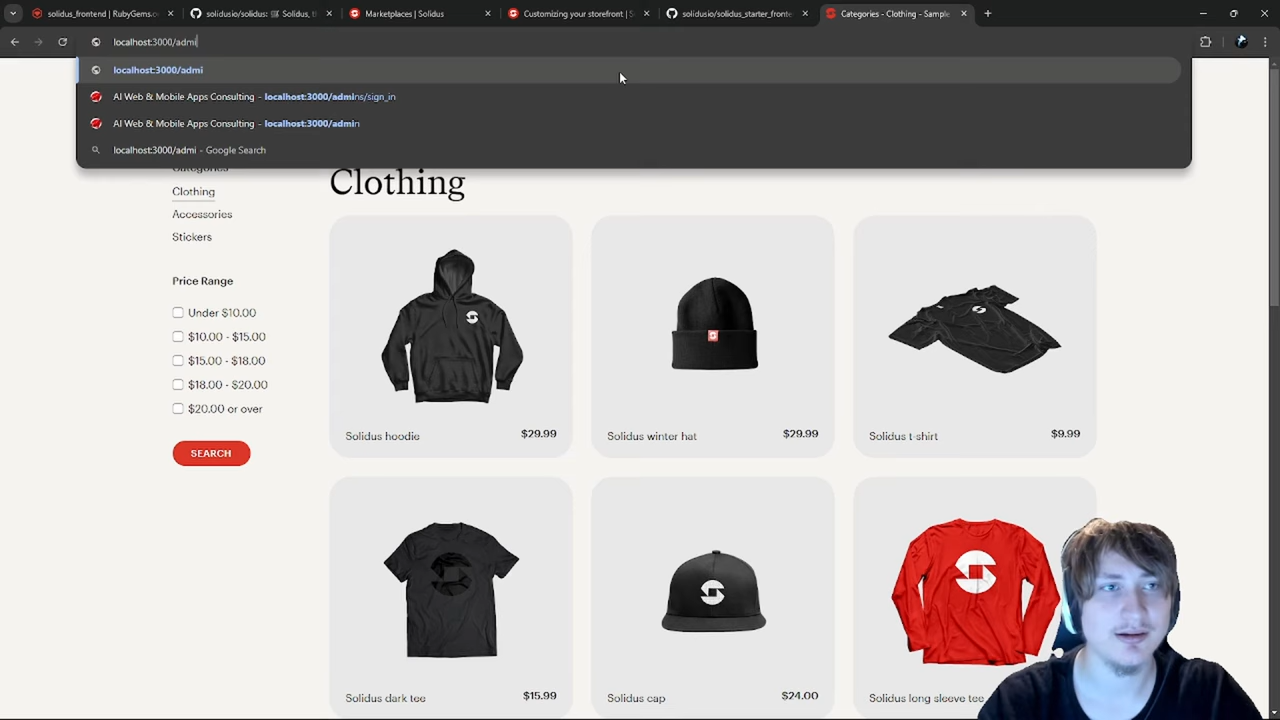 solidus_frontend | RubyGems.o
solidusio/solidus: 🛒 Solidus, t
Marketplaces | Solidus
Customizing your storefront | S
solidusio/solidus_starter_fronte
Categories - Clothing - Sample
localhost:3000/admi
localhost:3000/admi
AI Web & Mobile Apps Consulting – localhost:3000/admins/sign_in
AI Web & Mobile Apps Consulting – localhost:3000/admin
localhost:3000/admi – Google Search
Categories
Clothing
Accessories
Stickers
Price Range
Under $10.00
$10.00 - $15.00
$15.00 - $18.00
$18.00 - $20.00
$20.00 or over
SEARCH
Clothing
Solidus hoodie $29.99
Solidus winter hat $29.99
Solidus t-shirt $9.99
Solidus dark tee $15.99
Solidus cap $24.00
Solidus long sleeve tee